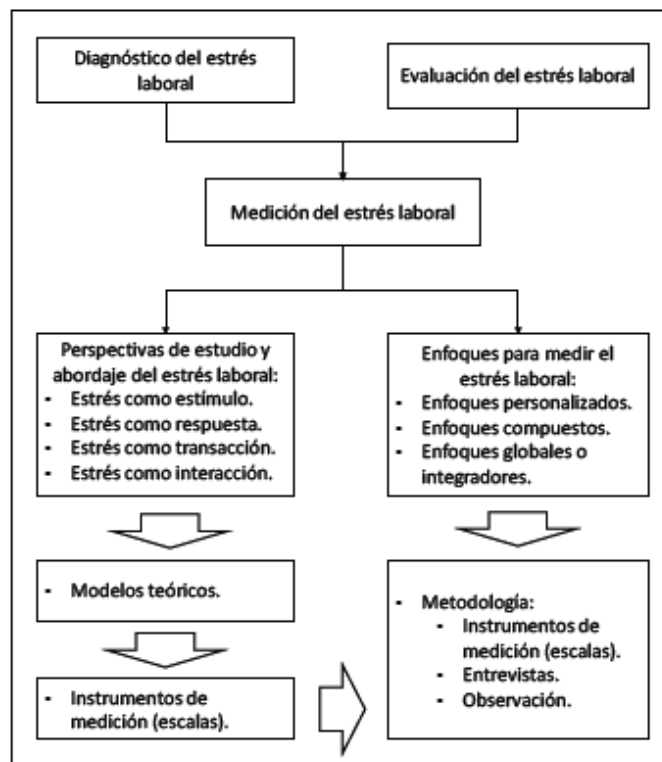 Diagnóstico del estrés
laboral
Evaluación del estrés laboral
Medición del estrés laboral
Perspectivas de estudio y
abordaje del estrés laboral:
- Estrés como estímulo.
- Estrés como respuesta.
- Estrés como transacción.
- Estrés como interacción.
Enfoques para medir el
estrés laboral:
- Enfoques personalizados.
- Enfoques compuestos.
- Enfoques globales o
integradores.
- Modelos teóricos.
- Instrumentos de
medición (escalas).
- Metodología:
- Instrumentos de
medición (escalas).
- Entrevistas.
- Observación.